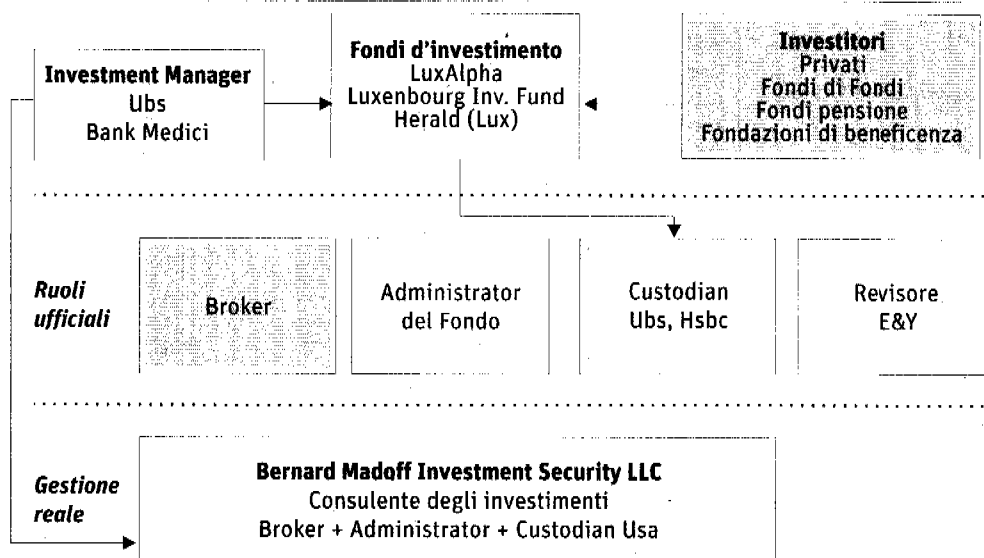 Investment Manager
Ubs
Bank Medici
Fondi d'investimento
LuxAlpha
Luxenbourg Inv. Fund
Herald (Lux)
Investitori
Privati
Fondi di Fondi
Fondi pensione
Fondazioni di beneficenza
Ruoli
ufficiali
Broker
Administrator
del Fondo
Custodian
Ubs, Hsbc
Revisore
E&Y
Gestione
reale
Bernard Madoff Investment Security LLC
Consulente degli investimenti
Broker + Administrator + Custodian Usa